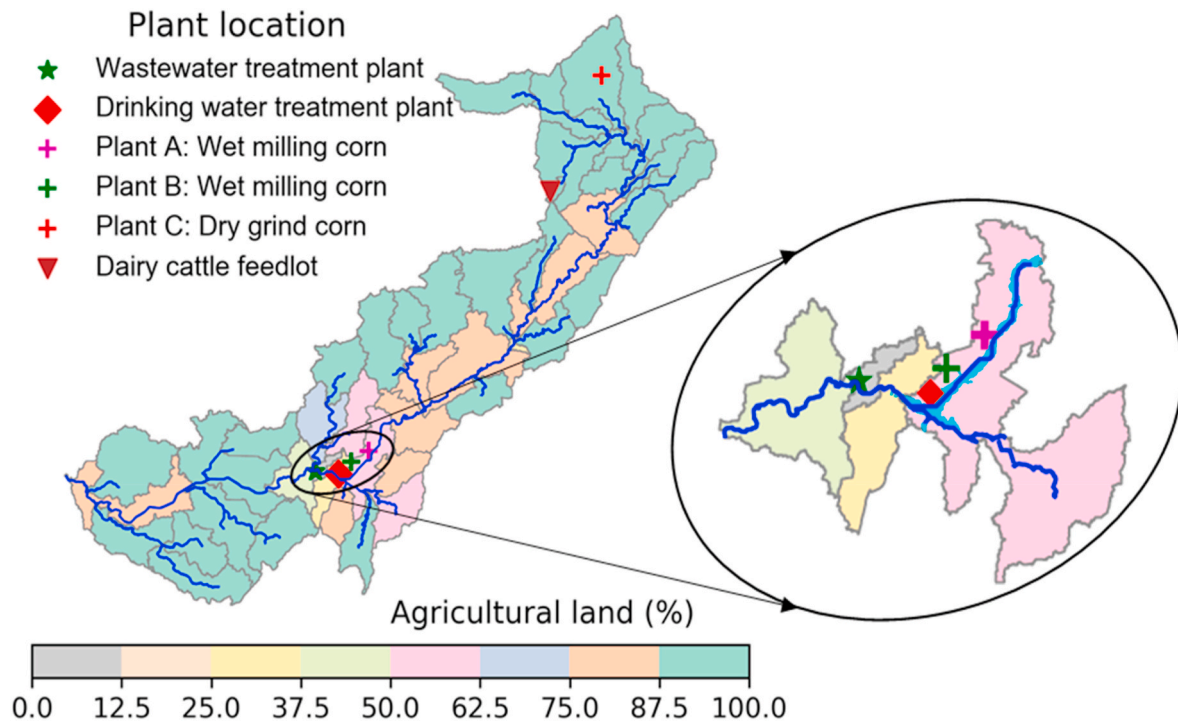 Plant location
Wastewater treatment plant
Drinking water treatment plant
Plant A: Wet milling corn
Plant B: Wet milling corn
Plant C: Dry grind corn
Dairy cattle feedlot
Agricultural land (%)
0.0 12.5 25.0 37.5 50.0 62.5 75.0 87.5 100.0